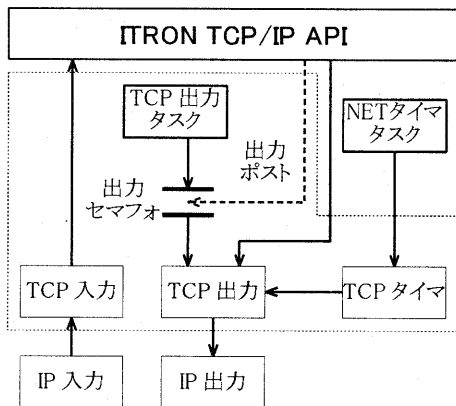 ITRON TCP/IP API
TCP 出力
タスク
NETタイマ
タスク
出力
ポスト
出力
セマフォ
TCP 入力
TCP 出力
TCP タイマ
IP 入力
IP 出力